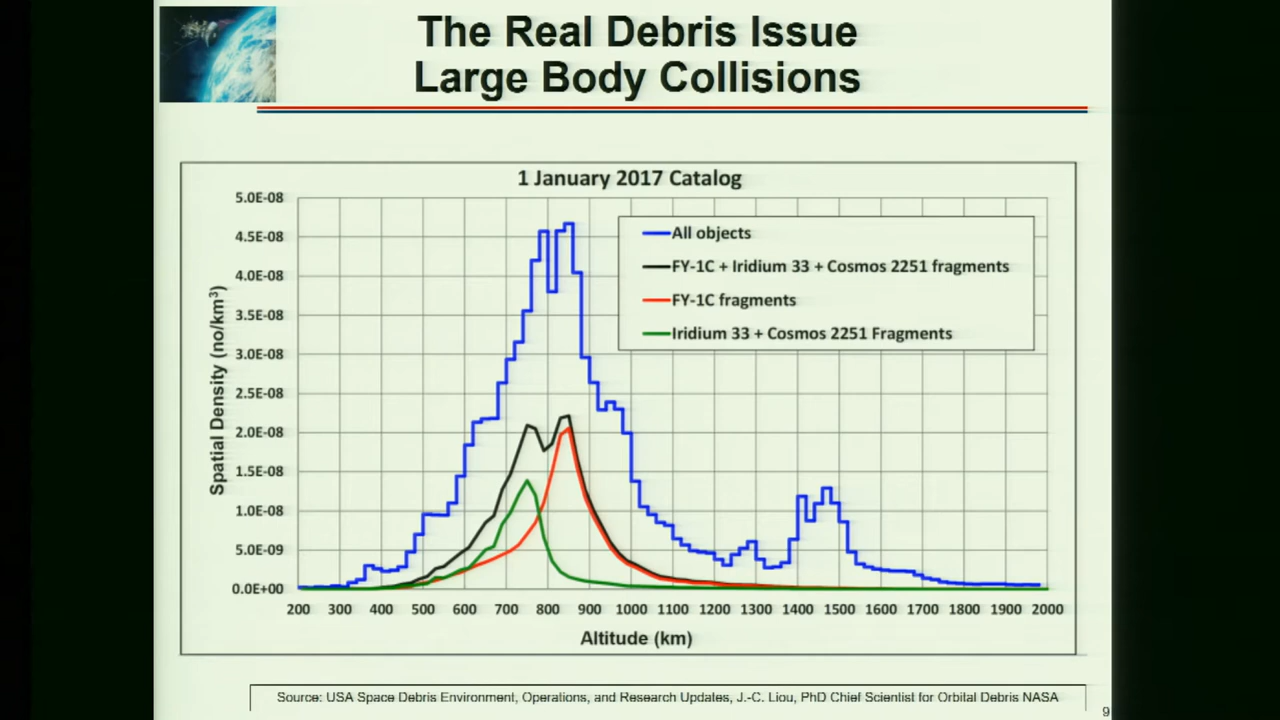 The Real Debris Issue
Large Body Collisions
1 January 2017 Catalog
5.0E-08
4.5E-08
4.0E-08
3.5E-08
3.0E-08
2.5E-08
2.0E-08
1.5E-08
1.0E-08
5.0E-09
0.0E+00
Spatial Density (no/km³)
All objects
FY-1C + Iridium 33 + Cosmos 2251 fragments
FY-1C fragments
Iridium 33 + Cosmos 2251 Fragments
200 300 400 500 600 700 800 900 1000 1100 1200 1300 1400 1500 1600 1700 1800 1900 2000
Altitude (km)
Source: USA Space Debris Environment, Operations, and Research Updates, J.-C. Liou, PhD Chief Scientist for Orbital Debris NASA
9